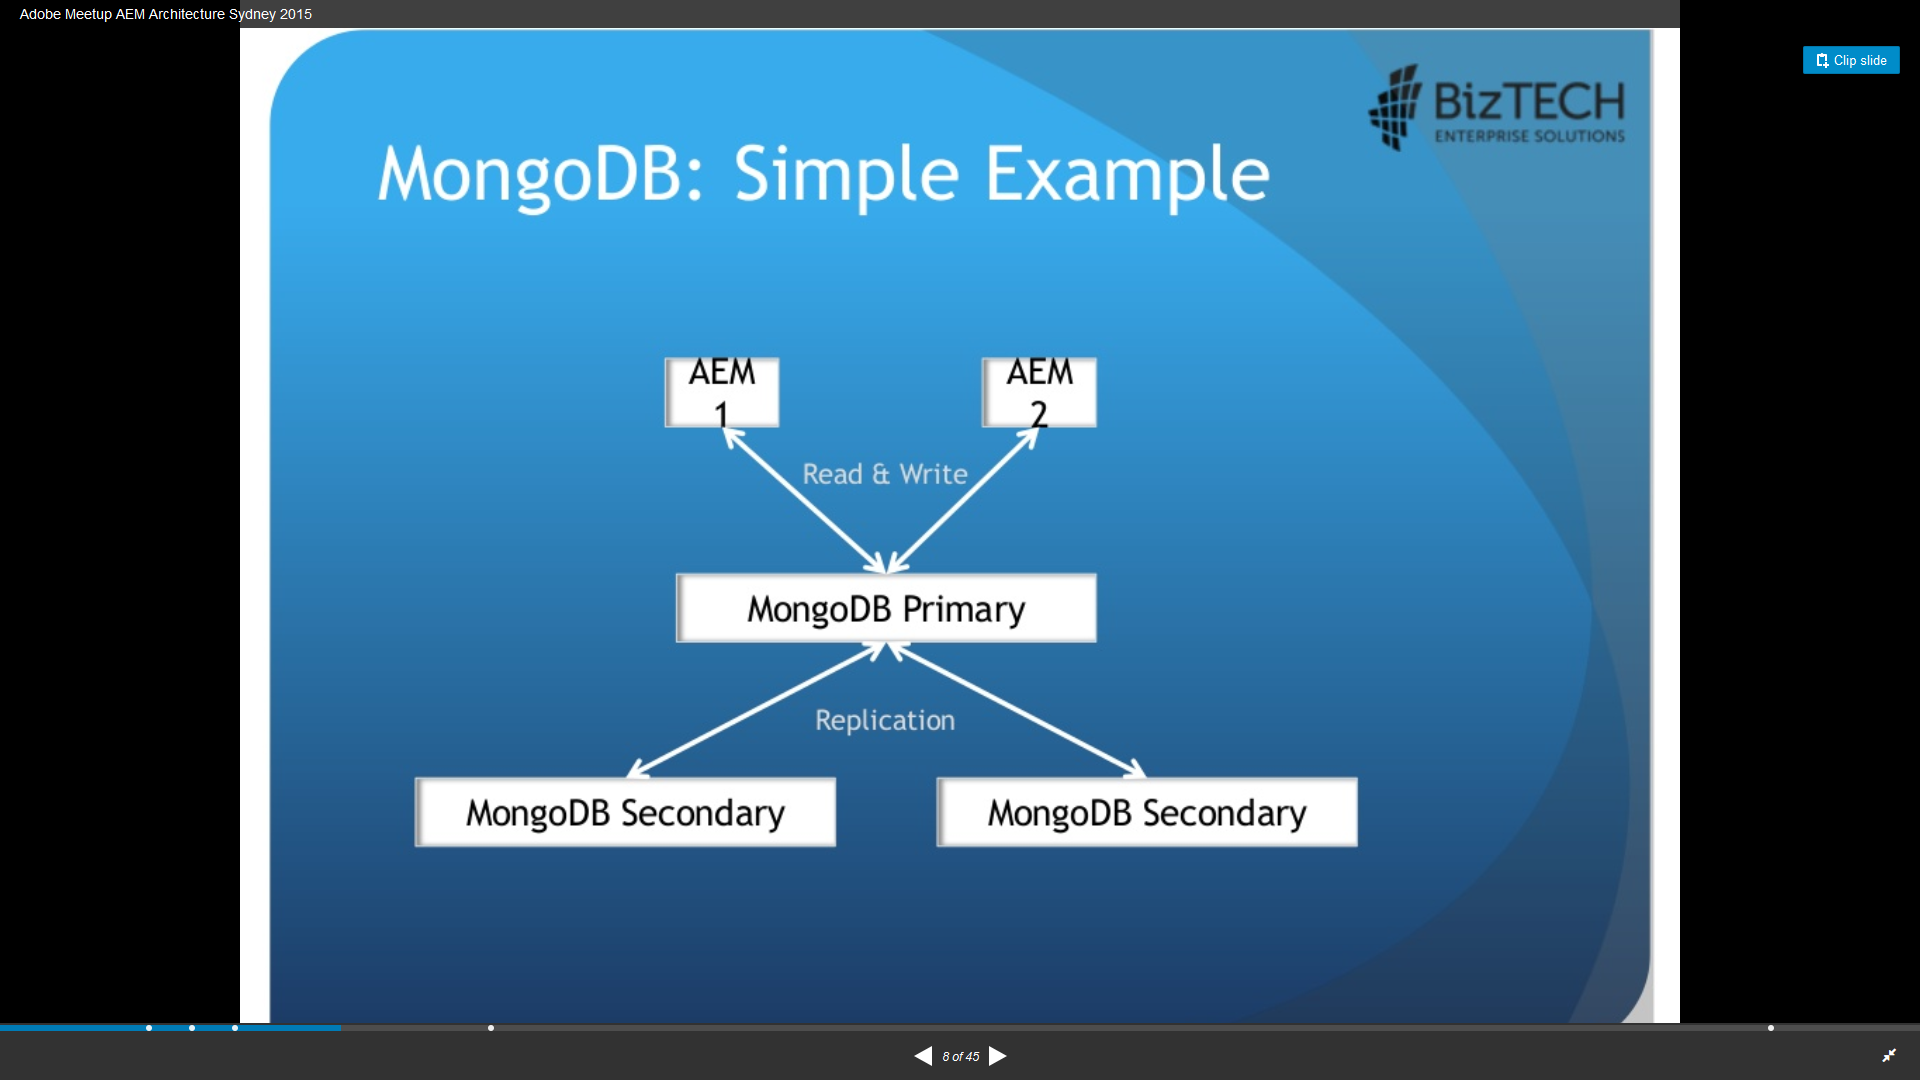 Adobe Meetup AEM Architecture Sydney 2015
Clip slide
BizTECH
ENTERPRISE SOLUTIONS
MongoDB: Simple Example
AEM
1
AEM
2
Read & Write
MongoDB Primary
Replication
MongoDB Secondary
MongoDB Secondary
8 of 45